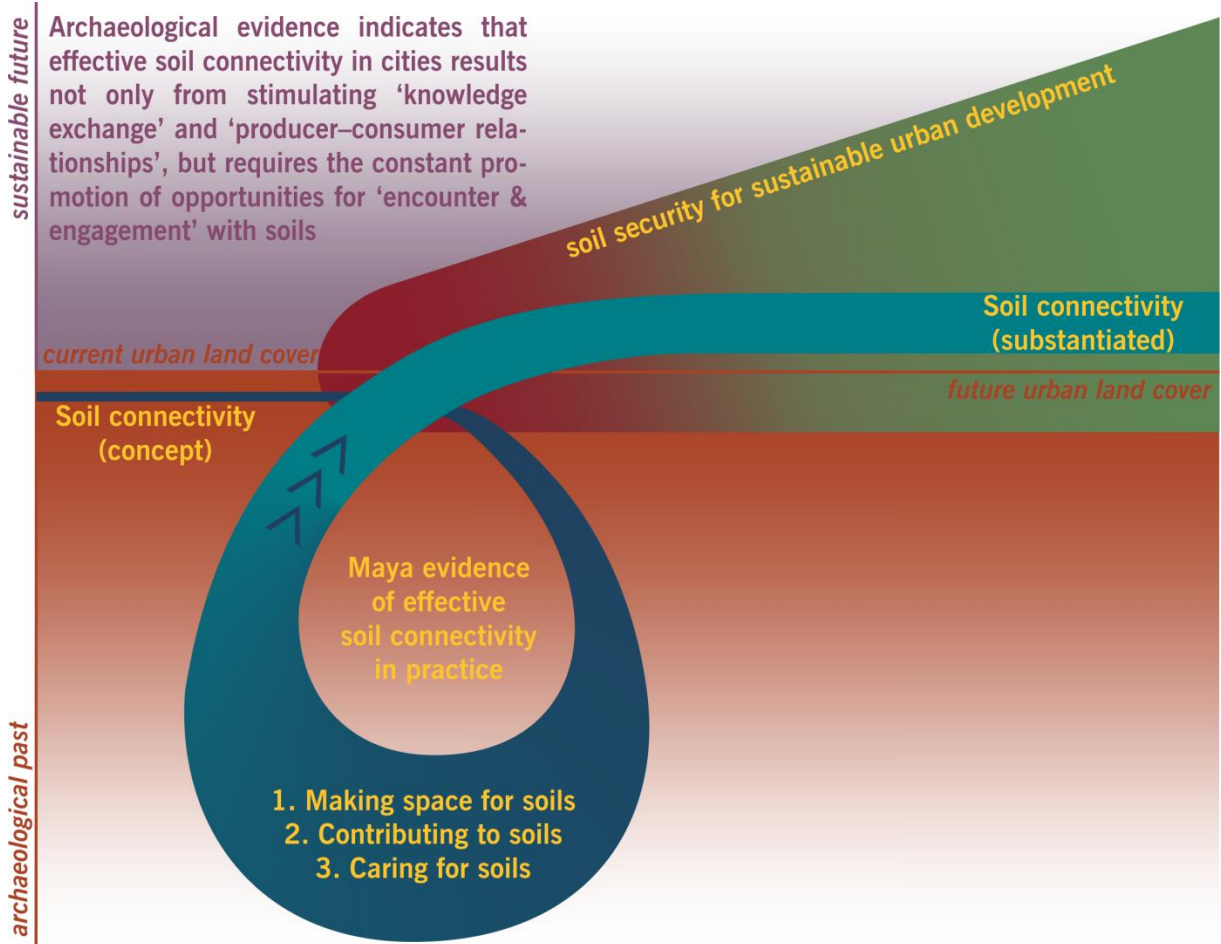 sustainable future
Archaeological evidence indicates that
effective soil connectivity in cities results
not only from stimulating ‘knowledge
exchange’ and ‘producer–consumer rela-
tionships’, but requires the constant pro-
motion of opportunities for ‘encounter &
engagement’ with soils
soil security for sustainable urban development
Soil connectivity
(substantiated)
current urban land cover
future urban land cover
Soil connectivity
(concept)
Maya evidence
of effective
soil connectivity
in practice
1. Making space for soils
2. Contributing to soils
3. Caring for soils
archaeological past